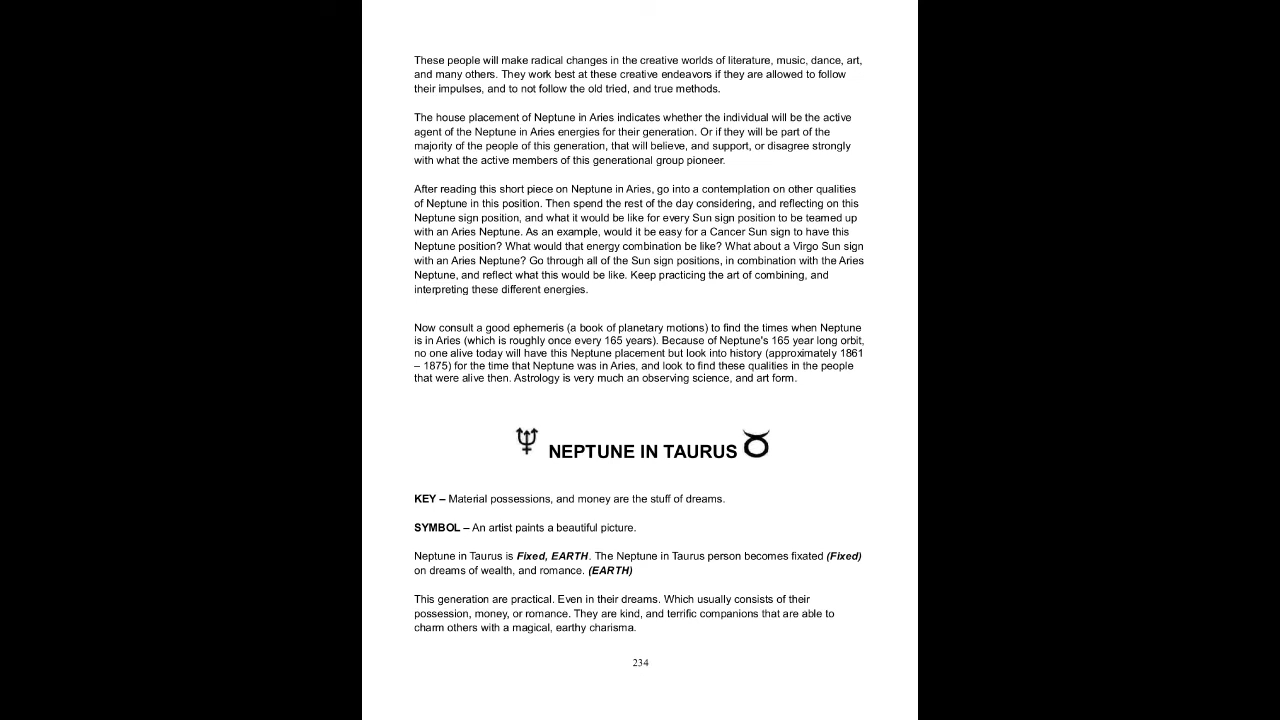 These people will make radical changes in the creative worlds of literature, music, dance, art,
and many others. They work best at these creative endeavors if they are allowed to follow
their impulses, and to not follow the old tried, and true methods.
The house placement of Neptune in Aries indicates whether the individual will be the active
agent of the Neptune in Aries energies for their generation. Or if they will be part of the
majority of the people of this generation, that will believe, and support, or disagree strongly
with what the active members of this generational group pioneer.
After reading this short piece on Neptune in Aries, go into a contemplation on other qualities
of Neptune in this position. Then spend the rest of the day considering, and reflecting on this
Neptune sign position, and what it would be like for every Sun sign position to be teamed up
with an Aries Neptune. As an example, would it be easy for a Cancer Sun sign to have this
Neptune position? What would that energy combination be like? What about a Virgo Sun sign
with an Aries Neptune? Go through all of the Sun sign positions, in combination with the Aries
Neptune, and reflect what this would be like. Keep practicing the art of combining, and
interpreting these different energies.
Now consult a good ephemeris (a book of planetary motions) to find the times when Neptune
is in Aries (which is roughly once every 165 years). Because of Neptune's 165 year long orbit,
no one alive today will have this Neptune placement but look into history (approximately 1861
– 1875) for the time that Neptune was in Aries, and look to find these qualities in the people
that were alive then. Astrology is very much an observing science, and art form.
♆ NEPTUNE IN TAURUS ♉
KEY – Material possessions, and money are the stuff of dreams.
SYMBOL – An artist paints a beautiful picture.
Neptune in Taurus is Fixed, EARTH. The Neptune in Taurus person becomes fixated (Fixed)
on dreams of wealth, and romance. (EARTH)
This generation are practical. Even in their dreams. Which usually consists of their
possession, money, or romance. They are kind, and terrific companions that are able to
charm others with a magical, earthy charisma.
234